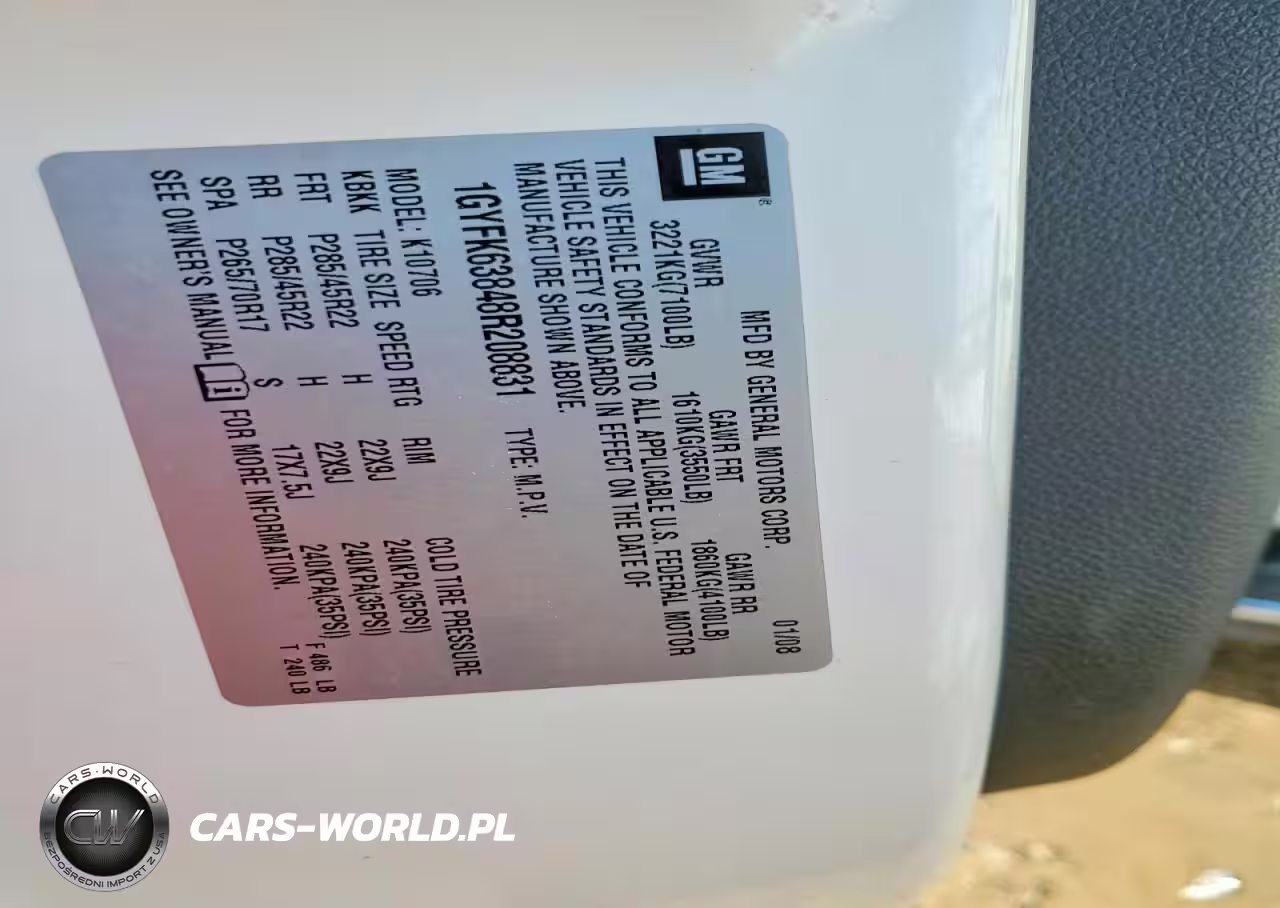 GM
®
MFD BY GENERAL MOTORS CORP. 01/08
GVWR GAWR FRT GAWR RR
3221KG(7100LB) 1610KG(3550LB) 1860KG(4100LB)
THIS VEHICLE CONFORMS TO ALL APPLICABLE U.S. FEDERAL MOTOR
VEHICLE SAFETY STANDARDS IN EFFECT ON THE DATE OF
MANUFACTURE SHOWN ABOVE.
1GYFK63848R208831 TYPE: M.P.V.
MODEL: K10706
KBKK TIRE SIZE SPEED RTG RIM COLD TIRE PRESSURE
FRT P285/45R22 H 22X9J 240KPA(35PSI)
RR P285/45R22 H 22X9J 240KPA(35PSI)
SPA P265/70R17 S 17X7.5J 240KPA(35PSI) F 486 LB
SEE OWNER'S MANUAL FOR MORE INFORMATION. T 240 LB
CARS-WORLD
CW
BEZPOŚREDNI IMPORT Z USA
CARS-WORLD.PL